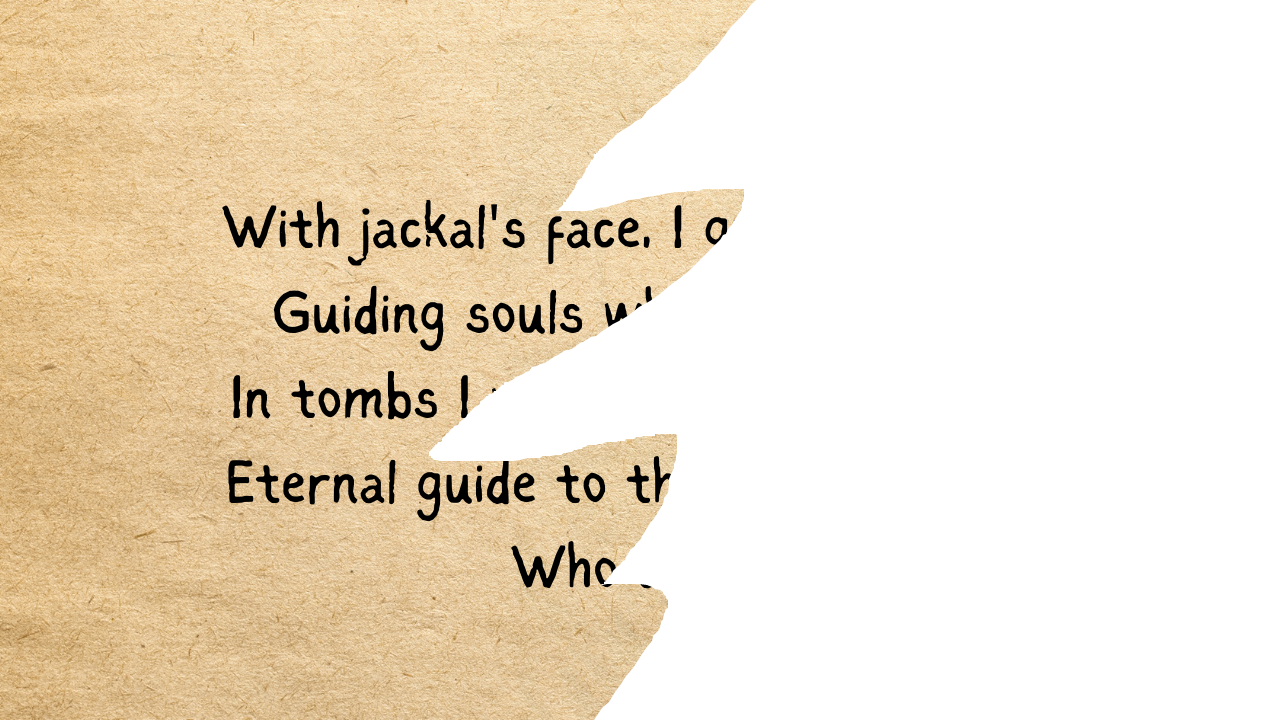 With jackal's face, I
Guiding souls
In tombs I
Eternal guide to
Who